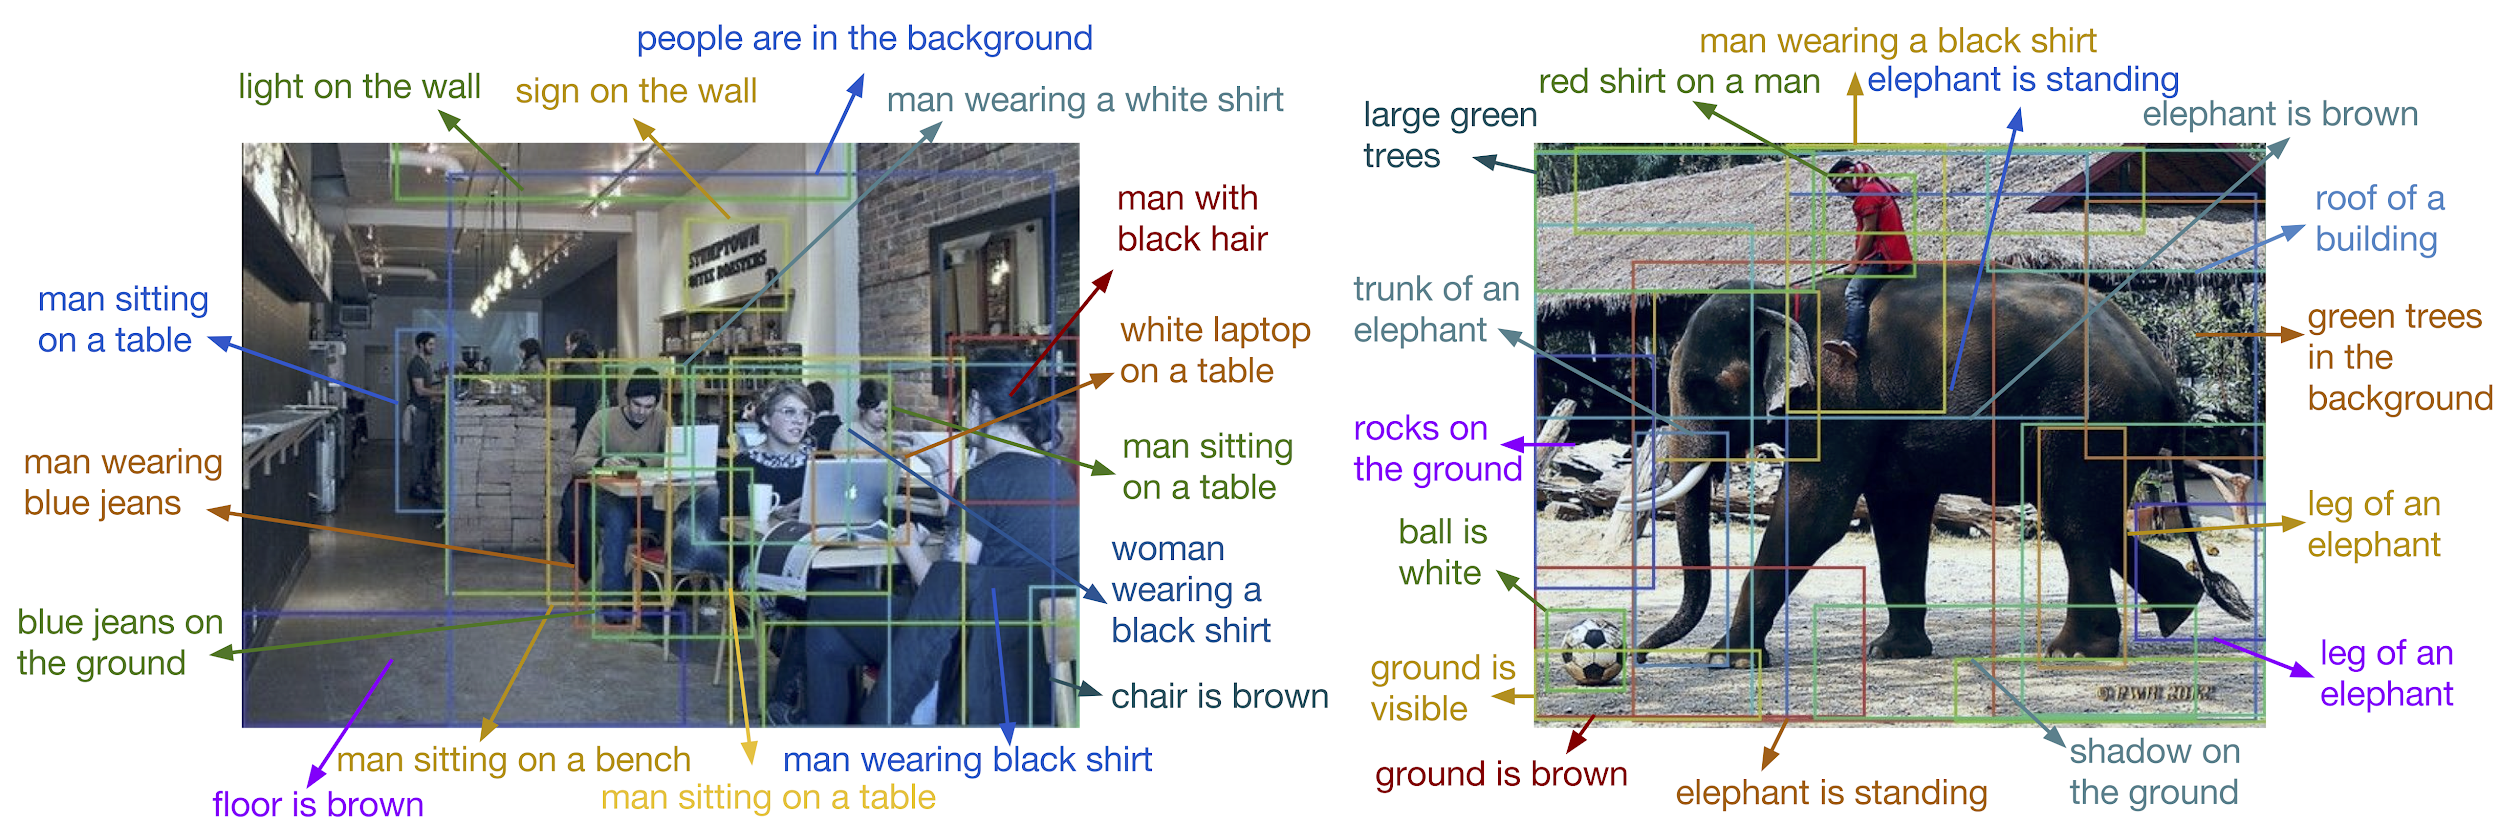 people are in the background
light on the wall
sign on the wall
man wearing a white shirt
man with
black hair
man sitting
on a table
white laptop
on a table
man wearing
blue jeans
man sitting
on a table
woman
wearing a
black shirt
blue jeans on
the ground
chair is brown
man sitting on a bench
man wearing black shirt
man sitting on a table
floor is brown
STUMPTOWN
COFFEE ROASTERS
man wearing a black shirt
red shirt on a man
elephant is standing
large green
trees
elephant is brown
roof of a
building
trunk of an
elephant
green trees
in the
background
rocks on
the ground
leg of an
elephant
ball is
white
ground is
visible
leg of an
elephant
ground is brown
elephant is standing
shadow on
the ground